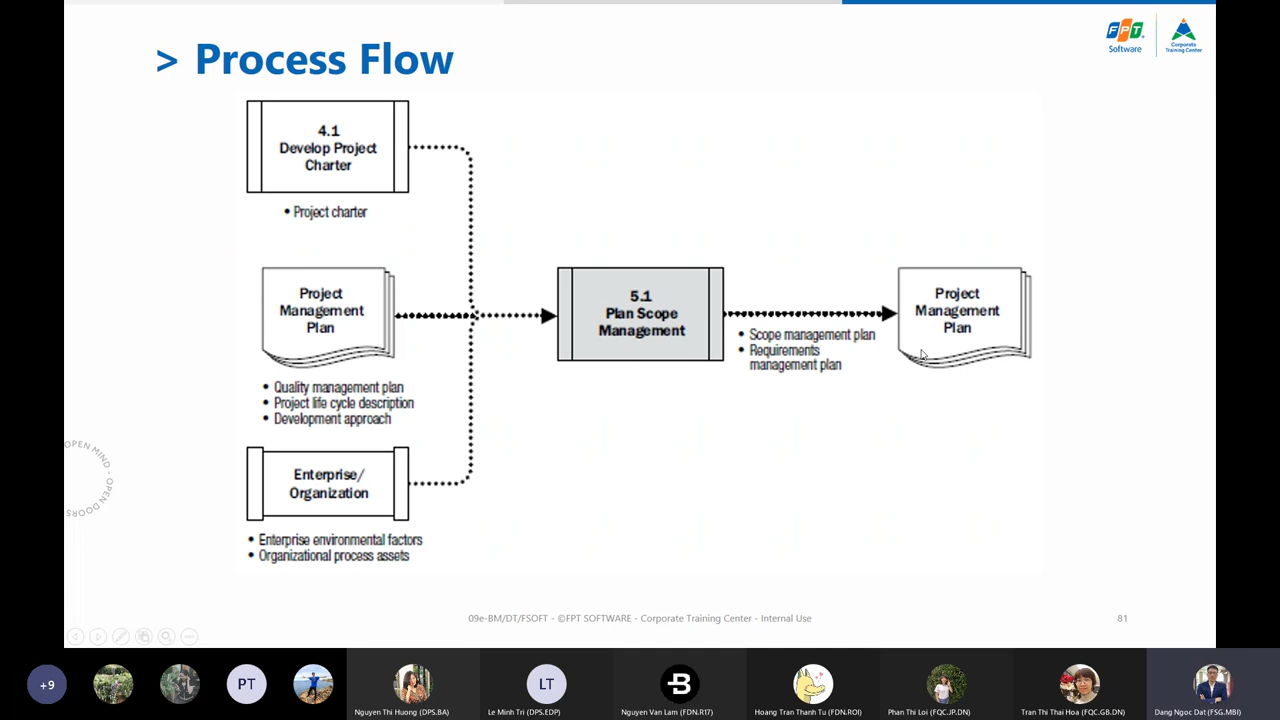 > Process Flow
FPT
Software
Corporate
Training Center
4.1
Develop Project
Charter
• Project charter
Project
Management
Plan
• Quality management plan
• Project life cycle description
• Development approach
Enterprise/
Organization
• Enterprise environmental factors
• Organizational process assets
5.1
Plan Scope
Management
• Scope management plan
• Requirements
management plan
Project
Management
Plan
OPEN MIND - OPEN DOORS
09e-BM/DT/FSOFT - ©FPT SOFTWARE - Corporate Training Center - Internal Use
81
+9
PT
Nguyen Thi Huong (DPS.BA)
LT
Le Minh Tri (DPS.EDP)
B
Nguyen Van Lam (FDN.R17)
Hoang Tran Thanh Tu (FDN.ROI)
Phan Thi Loi (FQC.JP.DN)
Tran Thi Thai Hoa (FQC.GB.DN)
Dang Ngoc Dat (FSG.MBI)